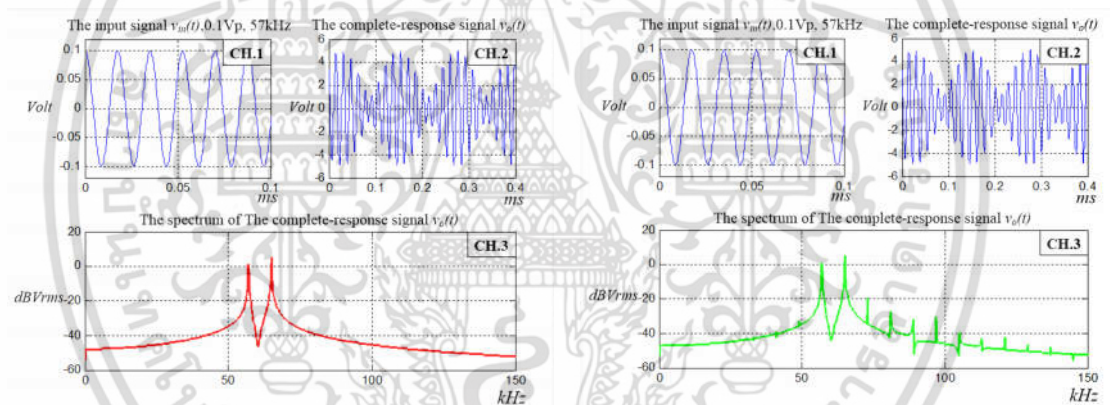 The input signal vin(t),0.1Vp, 57kHz
The complete-response signal vo(t)
0.1
0.05
0
-0.05
-0.1
Volt
CH.1
0
0.05
0.1
ms
6
4
2
0
-2
-4
-6
Volt
CH.2
0
0.1
0.2
0.3
0.4
ms
The spectrum of The complete-response signal vo(t)
20
0
-20
-40
-60
dBVrms
CH.3
0
50
100
150
kHz
The input signal vin(t),0.1Vp, 57kHz
The complete-response signal vo(t)
0.1
0.05
0
-0.05
-0.1
Volt
CH.1
0
0.05
0.1
ms
6
4
2
0
-2
-4
-6
Volt
CH.2
0
0.1
0.2
0.3
0.4
ms
The spectrum of The complete-response signal vo(t)
20
0
-20
-40
-60
dBVrms
CH.3
0
50
100
150
kHz